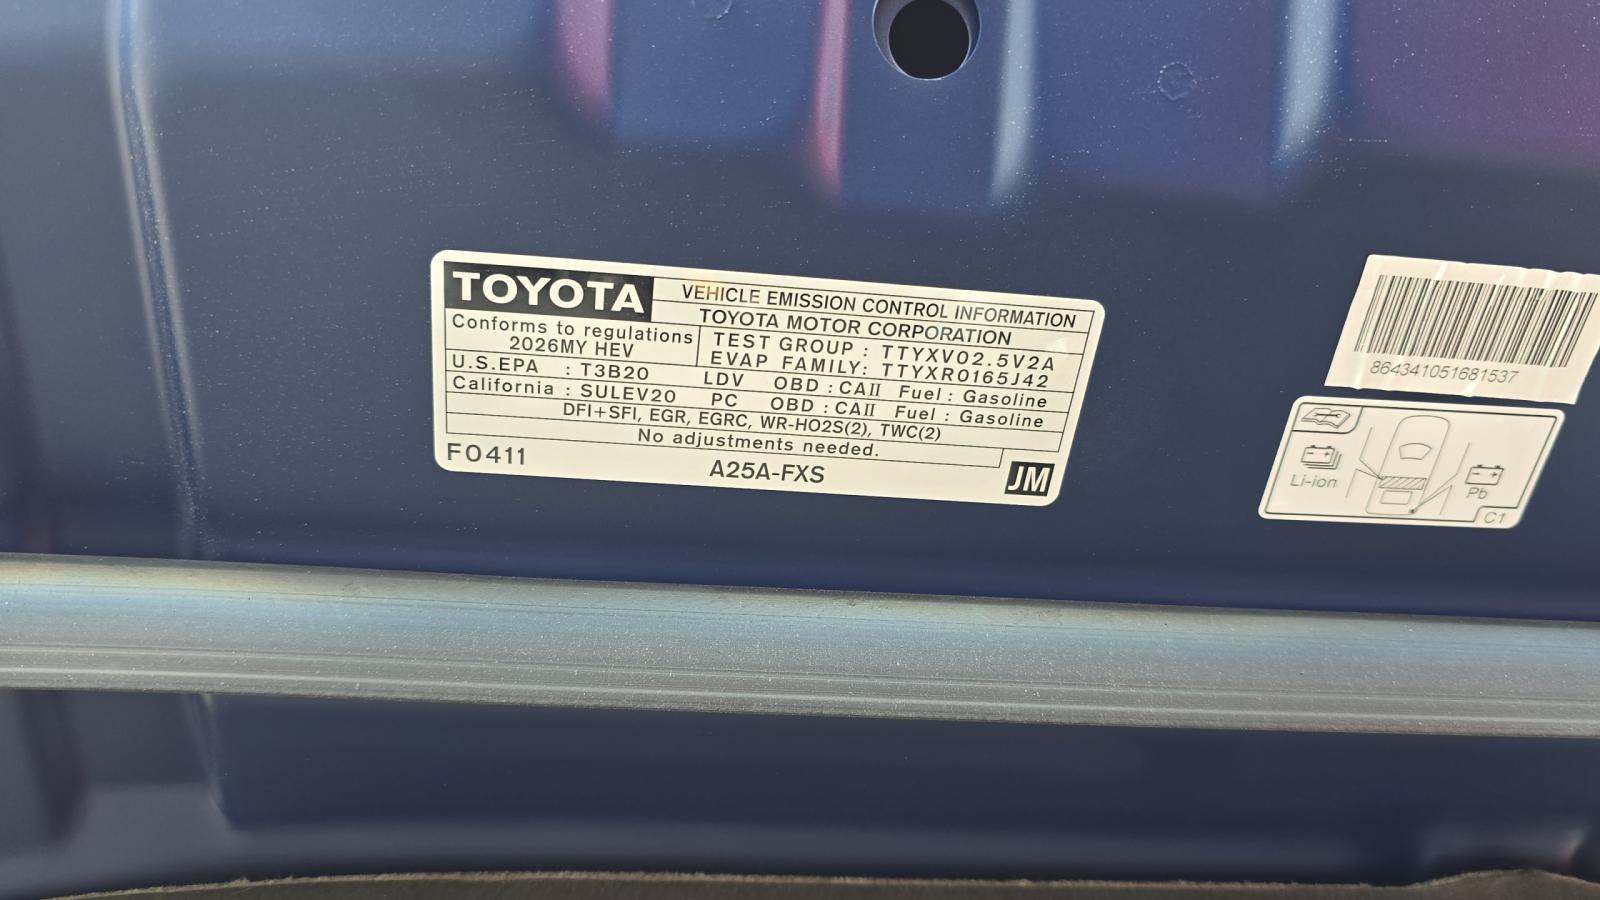 TOYOTA
VEHICLE EMISSION CONTROL INFORMATION
TOYOTA MOTOR CORPORATION
Conforms to regulations
2026MY HEV
TEST GROUP : TTYXV02.5V2A
EVAP FAMILY: TTYXR0165J42
U.S.EPA : T3B20 LDV OBD : CAII Fuel : Gasoline
California : SULEV20 PC OBD : CAII Fuel : Gasoline
DFI+SFI, EGR, EGRC, WR-HO2S(2), TWC(2)
No adjustments needed.
F0411
A25A-FXS
JM
864341051681537
Li-ion
Pb
C1